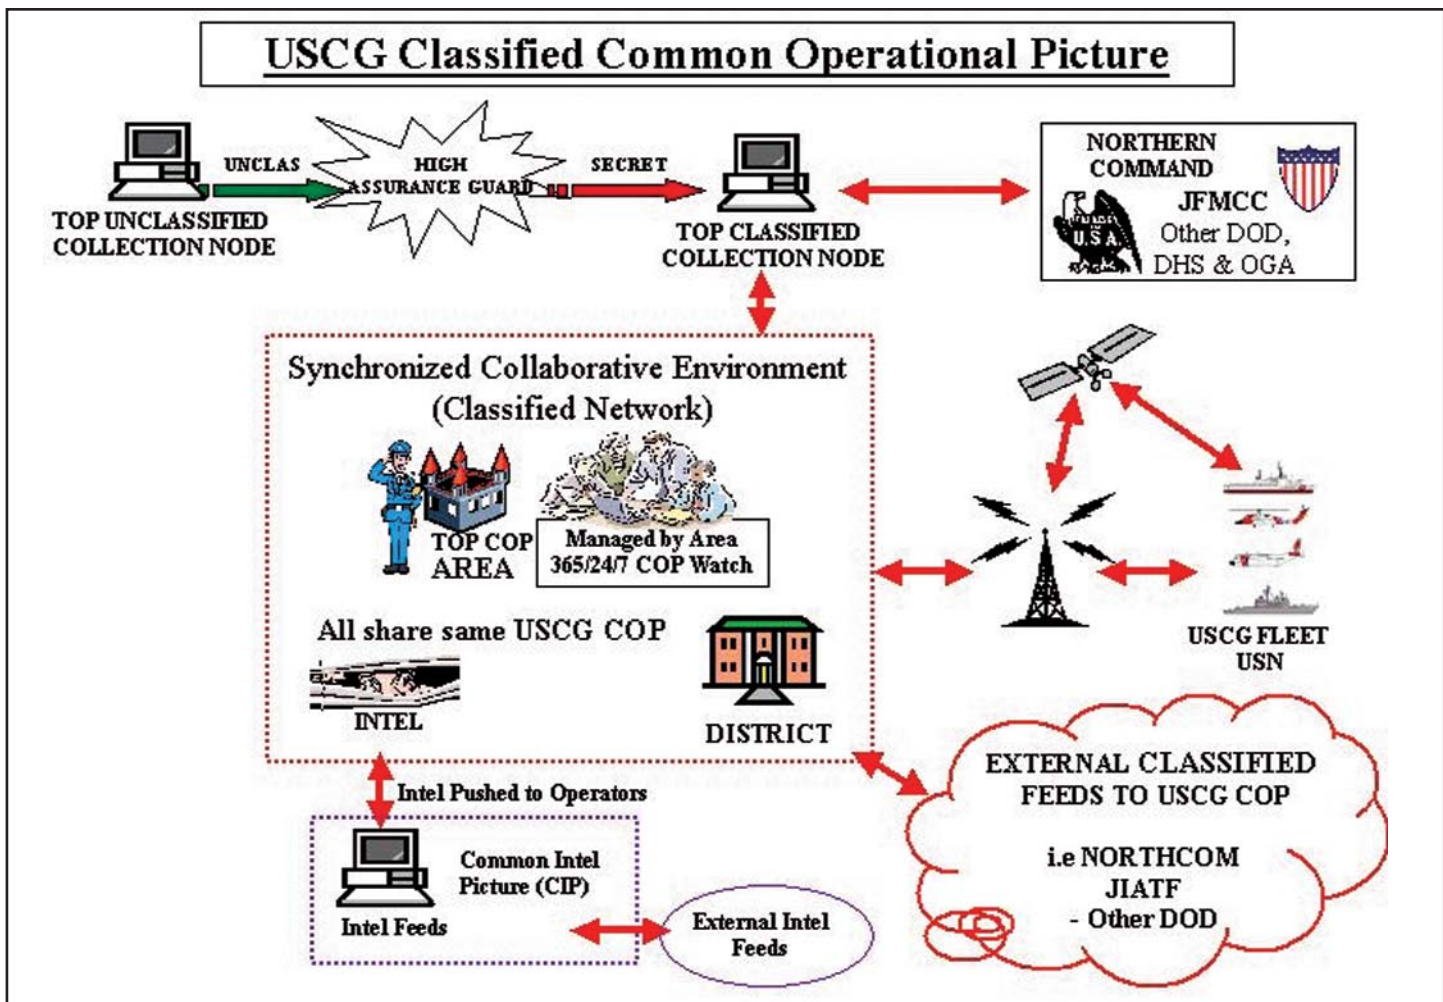 USCG Classified Common Operational Picture
UNCLAS
HIGH
ASSURANCE GUARD
SECRET
TOP UNCLASSIFIED
COLLECTION NODE
TOP CLASSIFIED
COLLECTION NODE
NORTHERN
COMMAND
JFMCC
U.S.A.
Other DOD,
DHS & OGA
Synchronized Collaborative Environment
(Classified Network)
TOP COP
AREA
Managed by Area
365/24/7 COP Watch
All share same USCG COP
INTEL
DISTRICT
USCG FLEET
USN
Intel Pushed to Operators
Common Intel
Picture (CIP)
Intel Feeds
External Intel
Feeds
EXTERNAL CLASSIFIED
FEEDS TO USCG COP
i.e NORTHCOM
JIATF
- Other DOD